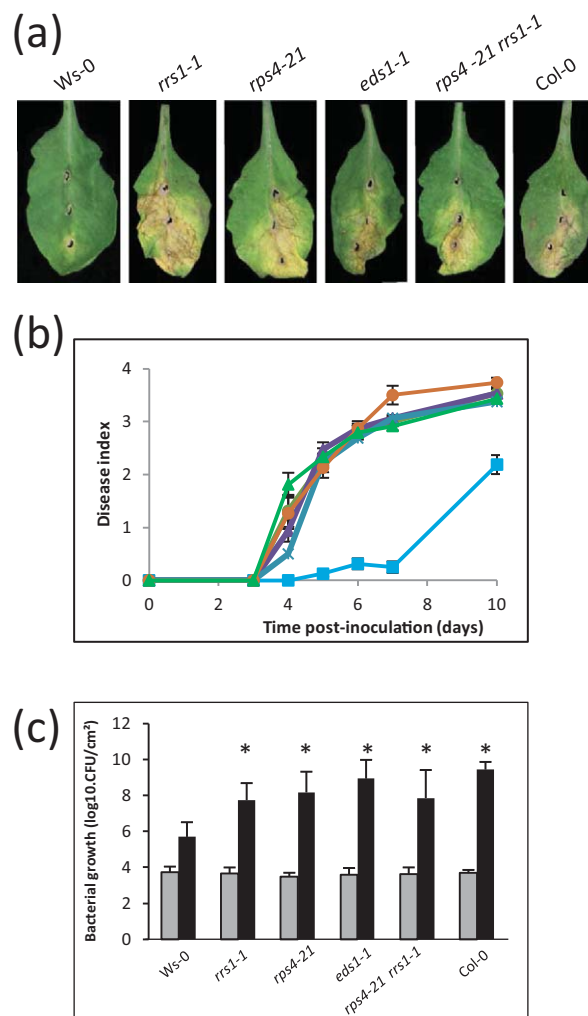 (a)
Ws-0 rrs1-1 rps4-21 eds1-1 rps4-21 rrs1-1 Col-0
(b)
4
3
2
1
0
Disease index
0 2 4 6 8 10
Time post-inoculation (days)
(c)
12
10
8
6
4
2
0
Bacterial growth (log10.CFU/cm²)
* * * * *
Ws-0 rrs1-1 rps4-21 eds1-1 rps4-21 rrs1-1 Col-0